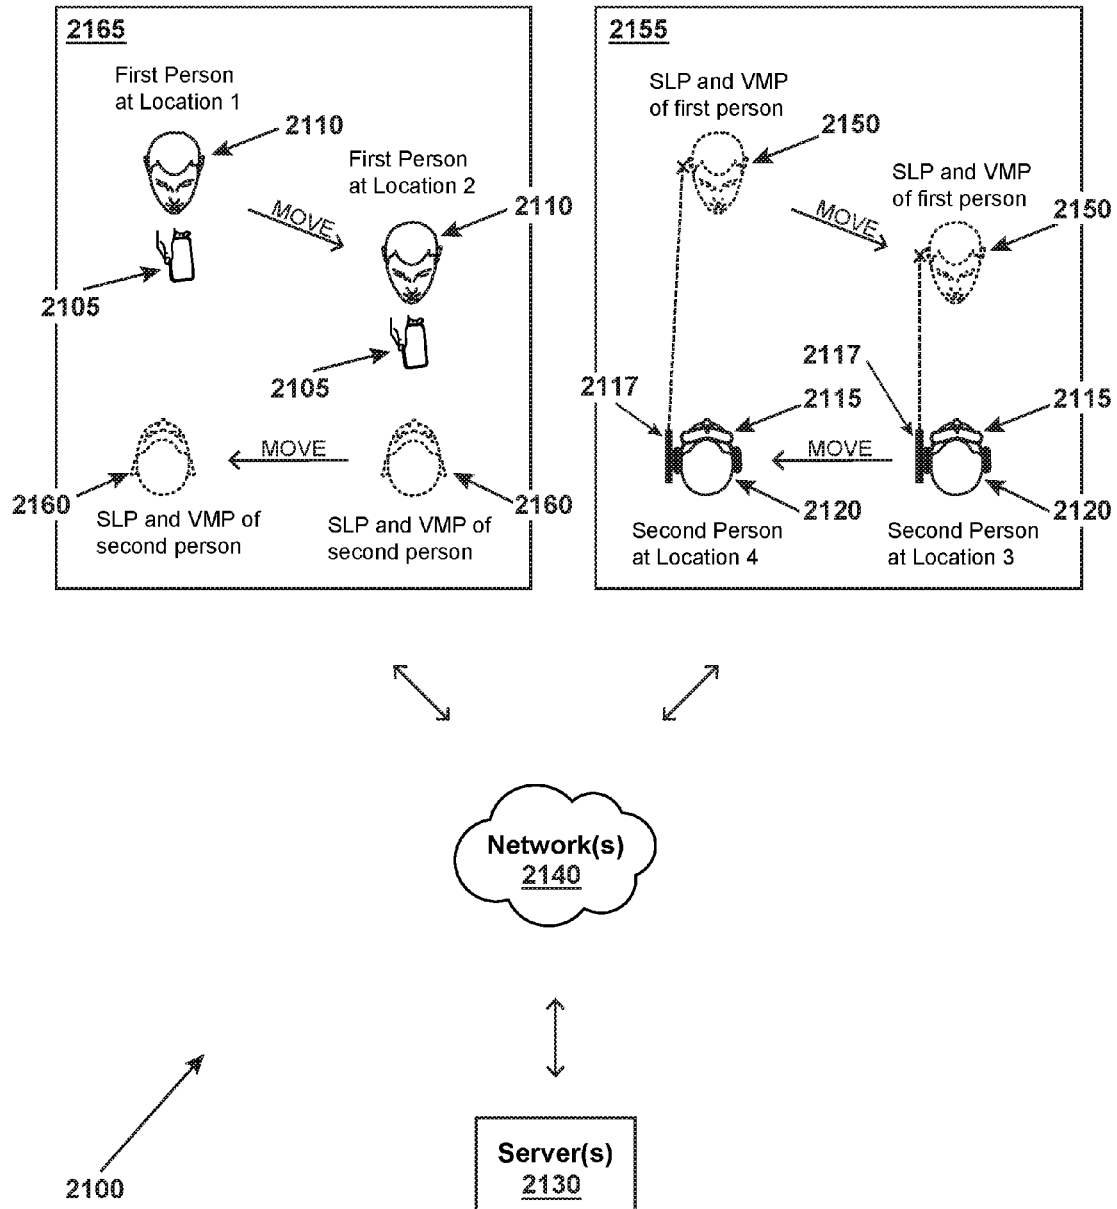 2165
First Person
at Location 1
2110
First Person
at Location 2
2110
MOVE
2105
2105
MOVE
2160
2160
SLP and VMP of
second person
SLP and VMP of
second person
2155
SLP and VMP
of first person
2150
SLP and VMP
of first person
2150
MOVE
2117
2117
2115
2115
MOVE
2120
2120
Second Person
at Location 4
Second Person
at Location 3
Network(s)
2140
Server(s)
2130
2100